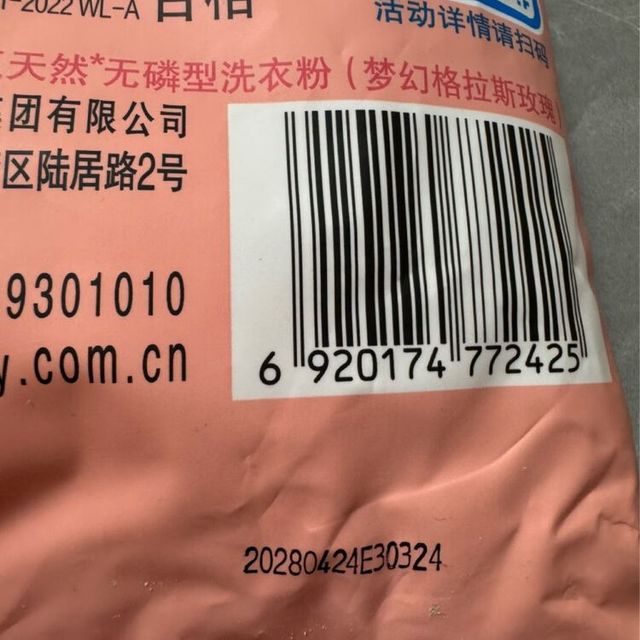 -2022 WL-A 合格
活动详情请扫码
天然*无磷型洗衣粉（梦幻格拉斯玫瑰）
集团有限公司
区陆居路2号
9301010
y.com.cn
6 920174 772425
20280424E30324